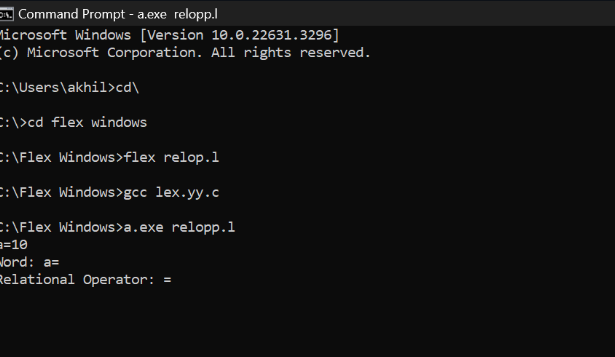 Command Prompt - a.exe relopp.l
Microsoft Windows [Version 10.0.22631.3296]
(c) Microsoft Corporation. All rights reserved.
C:\Users\akhil>cd\
C:\>cd flex windows
C:\Flex Windows>flex relop.l
C:\Flex Windows>gcc lex.yy.c
C:\Flex Windows>a.exe relopp.l
a=10
Word: a=
Relational Operator: =